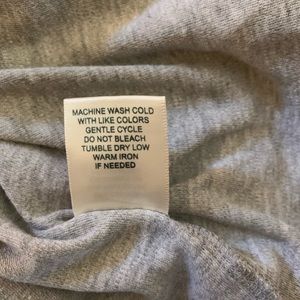 MACHINE WASH COLD
WITH LIKE COLORS
GENTLE CYCLE
DO NOT BLEACH
TUMBLE DRY LOW
WARM IRON
IF NEEDED